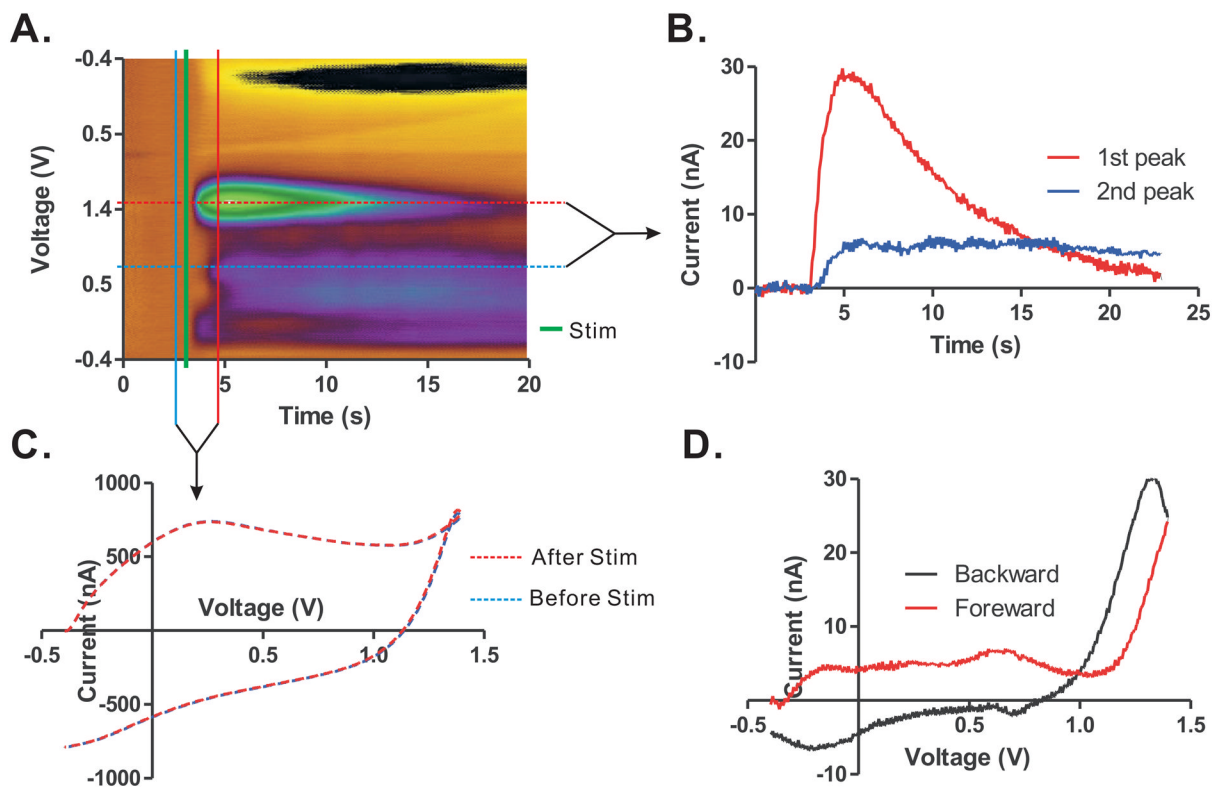 A.
-0.4
0.5
1.4
0.5
-0.4
Voltage (V)
0
5
10
15
20
Time (s)
Stim
B.
30
20
10
0
-10
Current (nA)
5
10
15
20
25
Time (s)
1st peak
2nd peak
C.
1000
500
0
-500
-1000
Current (nA)
-0.5
0.5
1.0
1.5
Voltage (V)
After Stim
Before Stim
D.
30
20
10
0
-10
Current (nA)
-0.5
0.5
1.0
1.5
Voltage (V)
Backward
Foreward